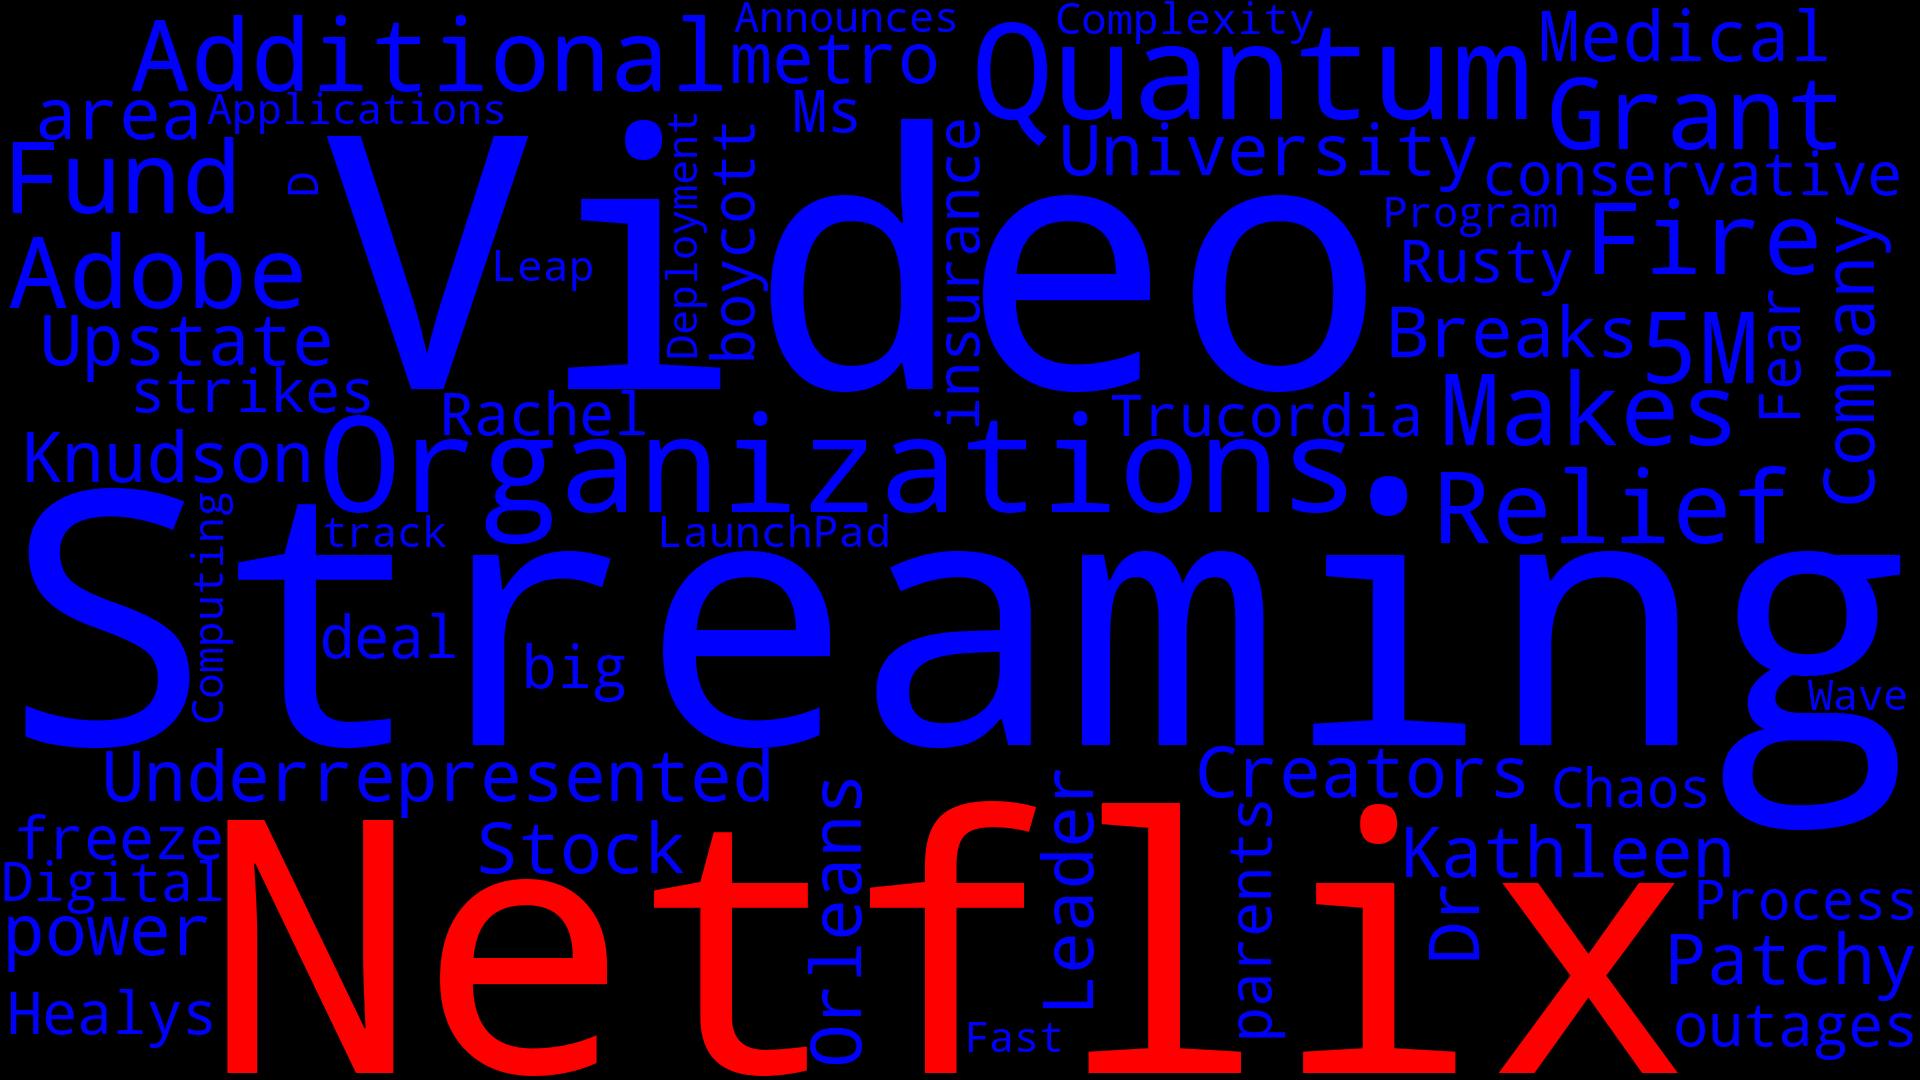 Announces
Complexity
Additional
metro
Quantum
Medical
area
Applications
Ms
Grant
Fund
D
Video
Deployment
boycott
insurance
University
conservative
Adobe
Leap
Program
Rusty
Fire
Company
Upstate
Breaks
5M
Fear
strikes
Rachel
Trucordia
Makes
Knudson
Organizations
Relief
Streaming
Computing
track
LaunchPad
deal
big
Wave
Underrepresented
Creators
Chaos
freeze
Netflix
Stock
Orleans
Leader
parents
Kathleen
Digital
Dr
Process
power
Patchy
Healys
Fast
outages